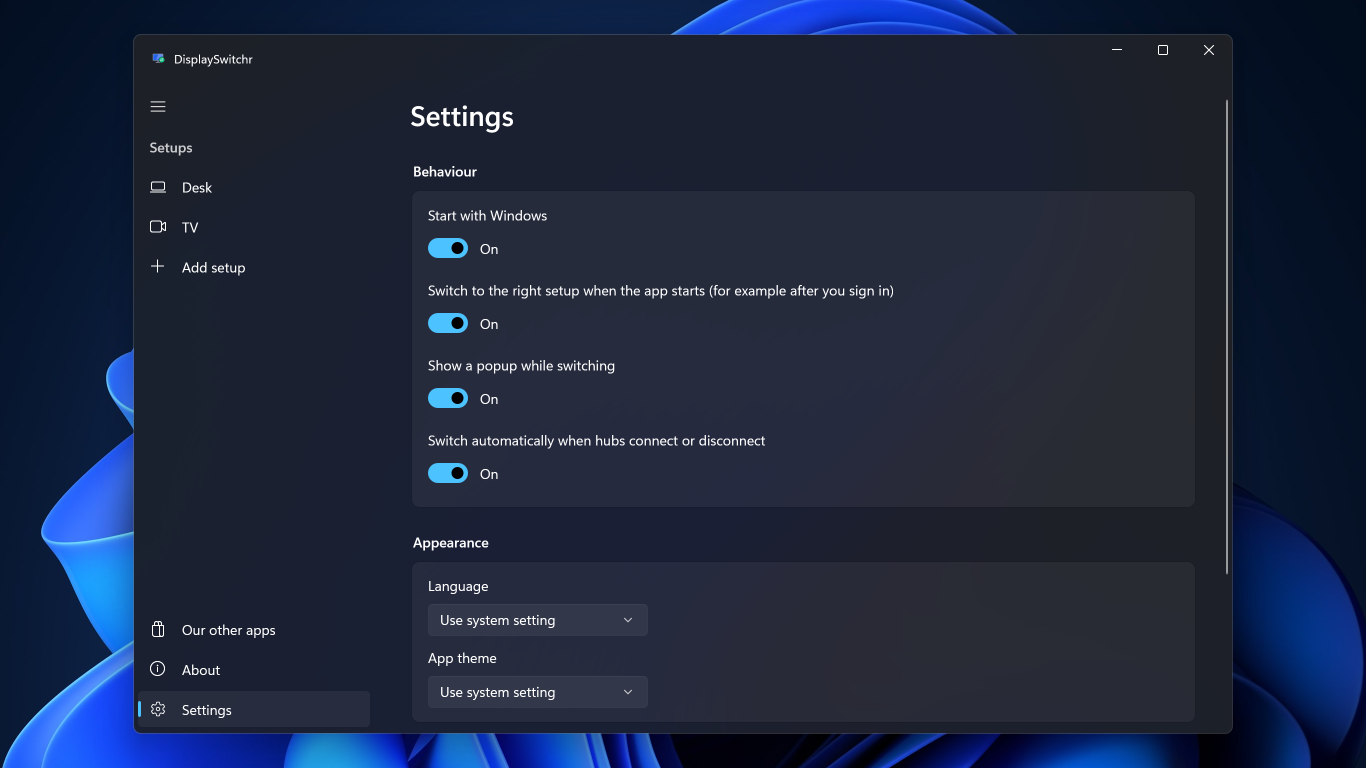 DisplaySwitchr
Setups
Desk
TV
Add setup
Our other apps
About
Settings
Settings
Behaviour
Start with Windows
On
Switch to the right setup when the app starts (for example after you sign in)
On
Show a popup while switching
On
Switch automatically when hubs connect or disconnect
On
Appearance
Language
Use system setting
App theme
Use system setting